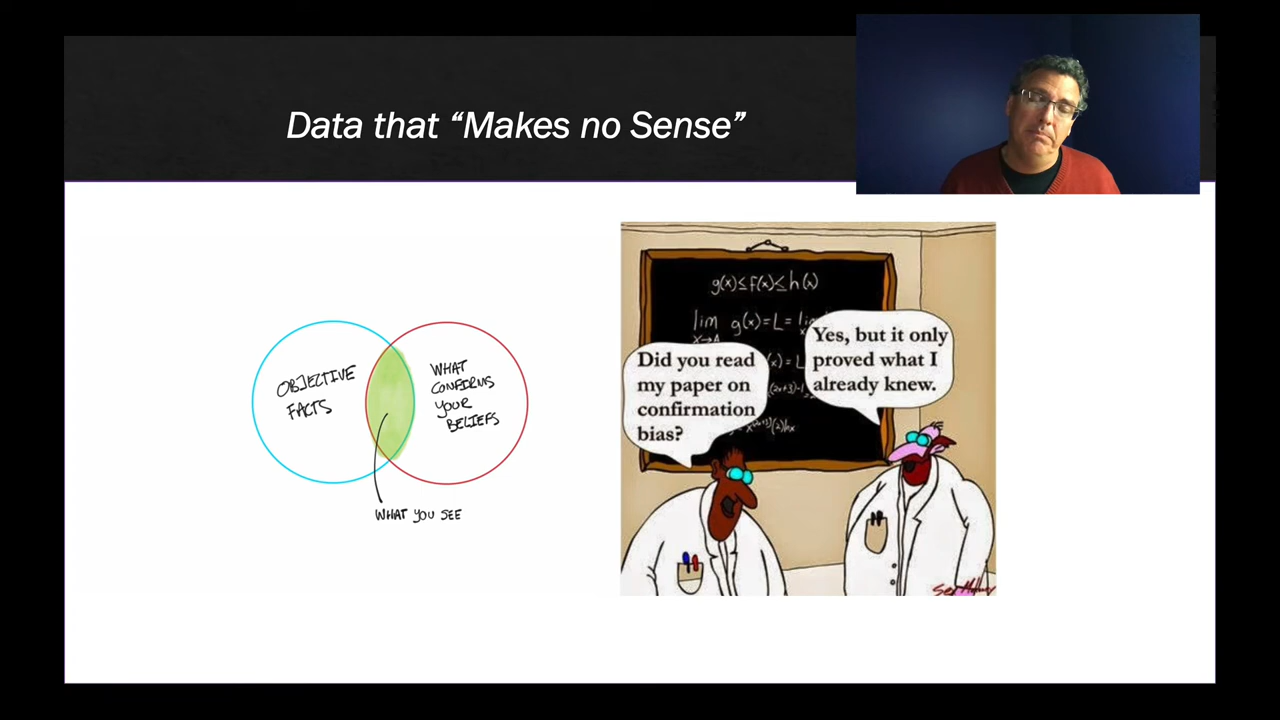 Data that “Makes no Sense”
OBJECTIVE
FACTS
WHAT
CONFIRMS
YOUR
BELIEFS
WHAT YOU SEE
g(x)≤f(x)≤h(x)
lim g(x)=L=
x→A
Did you read
my paper on
confirmation
bias?
Yes, but it only
proved what I
already knew.